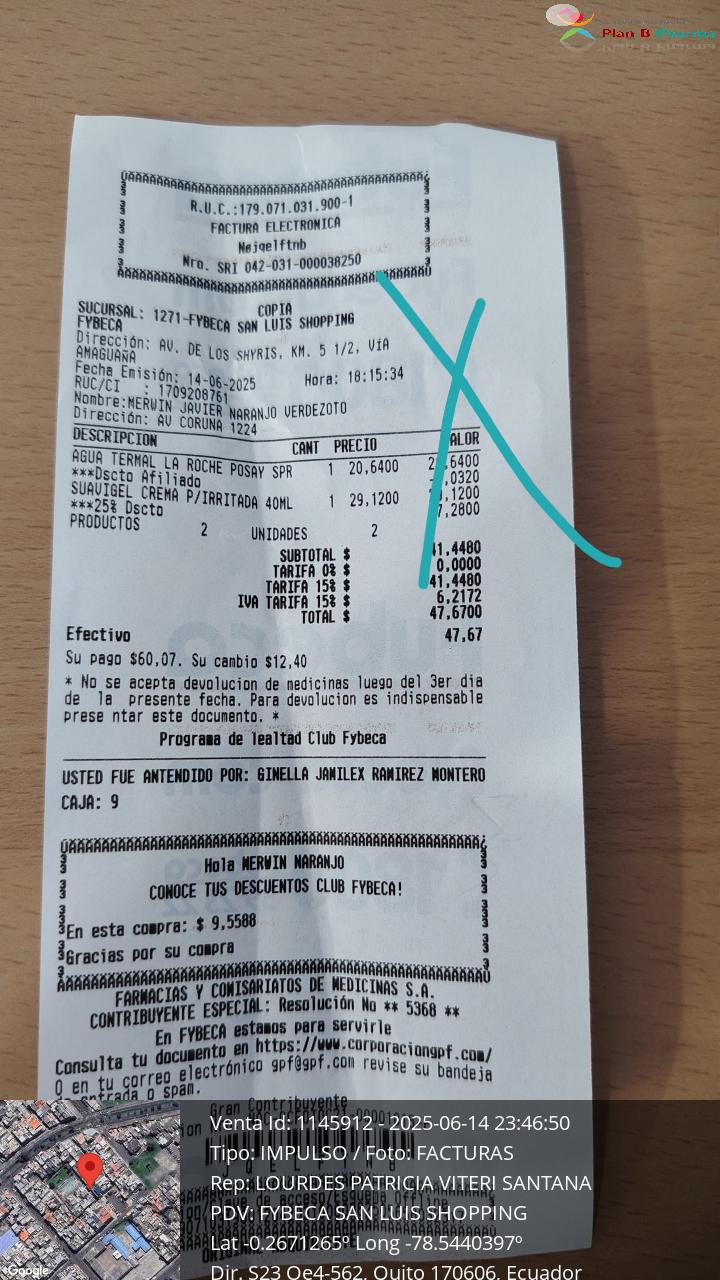 Plan B Pharma
R.U.C.:179.071.031.900-1
FACTURA ELECTRONICA
Nejqelftnb
Nro. SRI 042-031-000038250
COPIA
SUCURSAL: 1271-FYBECA SAN LUIS SHOPPING
FYBECA
Dirección: AV. DE LOS SHYRIS, KM. 5 1/2, VÍA
AMAGUAÑA
Fecha Emisión: 14-06-2025 Hora: 18:15:34
RUC/CI : 1709208761
Nombre:MERWIN JAVIER NARANJO VERDEZOTO
Dirección: AV CORUNA 1224
DESCRIPCION CANT PRECIO VALOR
AGUA TERMAL LA ROCHE POSAY SPR 1 20,6400
***Dscto Afiliado
SUAVIGEL CREMA P/IRRITADA 40ML 1 29,1200
***25% Dscto
PRODUCTOS 2 UNIDADES 2
SUBTOTAL $ 41,4480
TARIFA 0% $ 0.0000
TARIFA 15% $ 41,4480
IVA TARIFA 15% $ 6,2172
TOTAL $ 47,6700
Efectivo 47,67
Su pago $60,07. Su cambio $12,40
* No se acepta devolucion de medicinas luego del 3er dia
de la presente fecha. Para devolucion es indispensable
prese ntar este documento. *
Programa de lealtad Club Fybeca
USTED FUE ANTENDIDO POR: GINELLA JAMILEX RAMIREZ MONTERO
CAJA: 9
Hola MERWIN NARANJO
CONOCE TUS DESCUENTOS CLUB FYBECA!
En esta compra: $ 9,5588
Gracias por su compra
FARMACIAS Y COMISARIATOS DE MEDICINAS S.A.
CONTRIBUYENTE ESPECIAL: Resolución No ** 5368 **
En FYBECA estamos para servirle
Consulta tu documento en https://www.corporaciongpf.com/
O en tu correo electrónico gpf@gpf.com revise su bandeja
entrada o spam.
Gran Contribuyente
Venta Id: 1145912 - 2025-06-14 23:46:50
Tipo: IMPULSO / Foto: FACTURAS
Rep: LOURDES PATRICIA VITERI SANTANA
PDV: FYBECA SAN LUIS SHOPPING
Lat -0.2671265º Long -78.5440397º
Dir. S23 Oe4-562, Quito 170606, Ecuador
Google